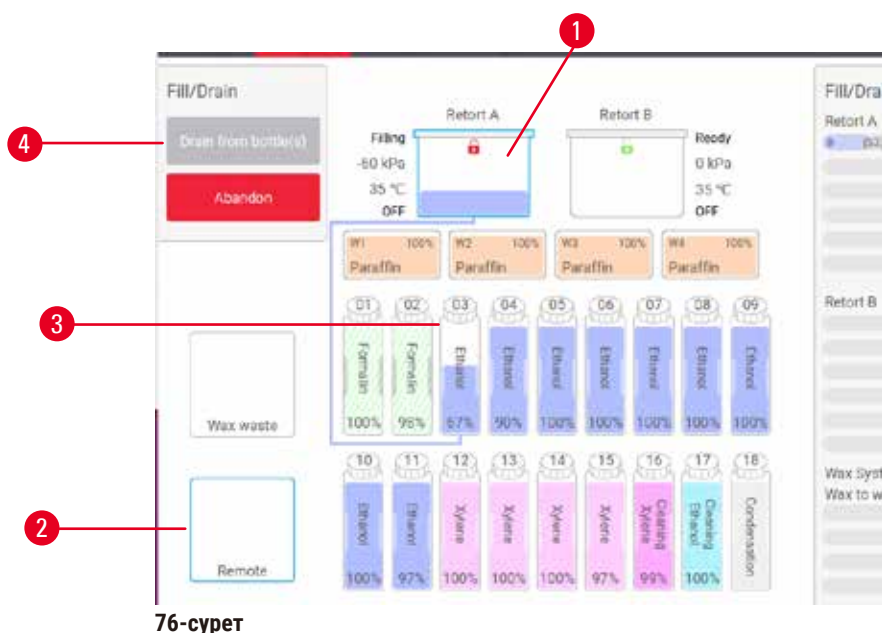 1
Fill/Drain
Fill/Dra
Retort A
Retort B
Retort A
4
Drain from bottle(s)
Filling
Ready
-60 kPa
0 kPa
Abandon
35 °C
35 °C
OFF
OFF
W1 100% W2 100% W3 100% W4 100%
Paraffin Paraffin Paraffin Paraffin
01 02 03 04 05 06 07 08 09
Retort B
3
Formalin Formalin Ethanol Ethanol Ethanol Ethanol Ethanol Ethanol Ethanol
Wax waste
100% 98% 67% 90% 100% 100% 100% 100% 100%
10 11 12 13 14 15 16 17 18
Wax Syst
Wax to w
2
Ethanol Ethanol Xylene Xylene Xylene Xylene Cleaning Xylene Cleaning Ethanol Condensation
Remote
100% 97% 100% 100% 100% 97% 99% 100%
76-сурет